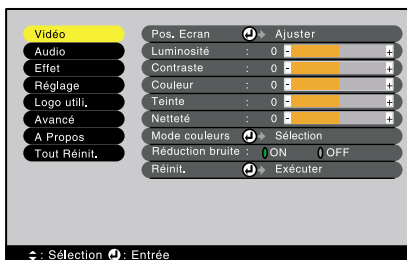 Vidéo
Audio
Effet
Réglage
Logo utili.
Avancé
A Propos
Tout Réinit.
Pos. Ecran Ajuster
Luminosité : 0 - +
Contraste : 0 - +
Couleur : 0 - +
Teinte : 0 - +
Netteté : 0 - +
Mode couleurs Sélection
Réduction bruite : ON OFF
Réinit. Exécuter
: Sélection : Entrée